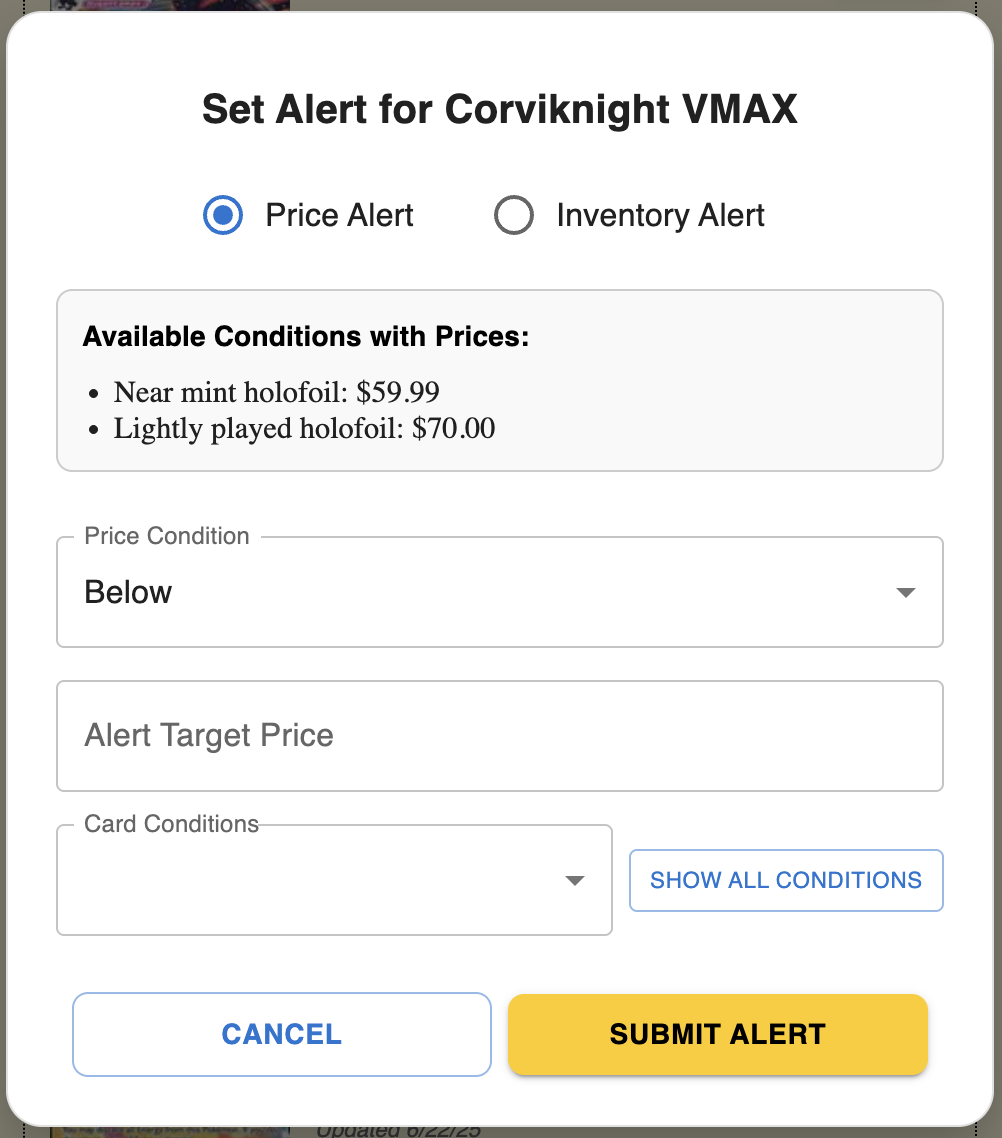 Set Alert for Corviknight VMAX
Price Alert
Inventory Alert
Available Conditions with Prices:
• Near mint holofoil: $59.99
• Lightly played holofoil: $70.00
Price Condition
Below
Alert Target Price
Card Conditions
SHOW ALL CONDITIONS
CANCEL
SUBMIT ALERT
Updated 6/22/25